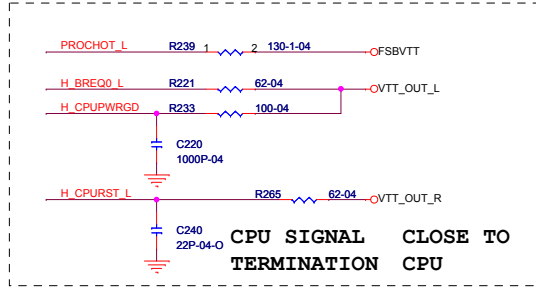 PROCHOT_L R239 1 2 130-1-04 FSBVTT
H_BREQ0_L R221 62-04 VTT_OUT_L
H_CPUPWRGD R233 100-04
C220
1000P-04
H_CPURST_L R265 62-04 VTT_OUT_R
C240
22P-04-O
CPU SIGNAL CLOSE TO
TERMINATION CPU